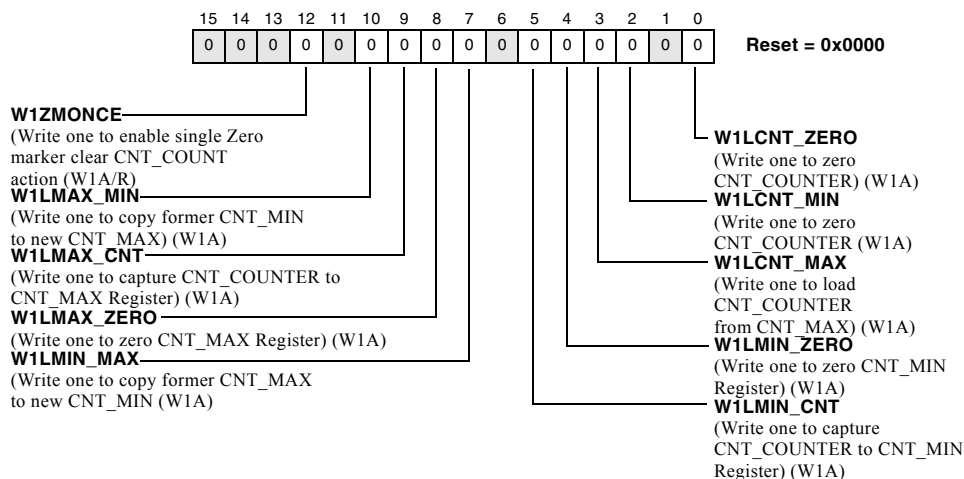 15 14 13 12 11 10 9 8 7 6 5 4 3 2 1 0
0 0 0 0 0 0 0 0 0 0 0 0 0 0 0 0
Reset = 0x0000
W1ZMONCE
(Write one to enable single Zero
marker clear CNT_COUNT
action (W1A/R)
W1LMAX_MIN
(Write one to copy former CNT_MIN
to new CNT_MAX) (W1A)
W1LMAX_CNT
(Write one to capture CNT_COUNTER to
CNT_MAX Register) (W1A)
W1LMAX_ZERO
(Write one to zero CNT_MAX Register) (W1A)
W1LMIN_MAX
(Write one to copy former CNT_MAX
to new CNT_MIN (W1A)
W1LCNT_ZERO
(Write one to zero
CNT_COUNTER) (W1A)
W1LCNT_MIN
(Write one to zero
CNT_COUNTER (W1A)
W1LCNT_MAX
(Write one to load
CNT_COUNTER
from CNT_MAX) (W1A)
W1LMIN_ZERO
(Write one to zero CNT_MIN
Register) (W1A)
W1LMIN_CNT
(Write one to capture
CNT_COUNTER to CNT_MIN
Register) (W1A)